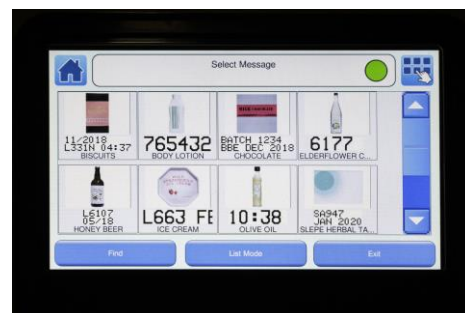 Select Message
11/2018
L331N 04:37
BISCUITS
765432
BODY LOTION
BATCH 1234
BBE DEC 2018
CHOCOLATE
6177
ELDERFLOWER C...
L6107
05/18
HONEY BEER
L663 FE
ICE CREAM
10:38
OLIVE OIL
SA947
JAN 2020
SLEPE HERBAL TA...
Find
List Mode
Exit